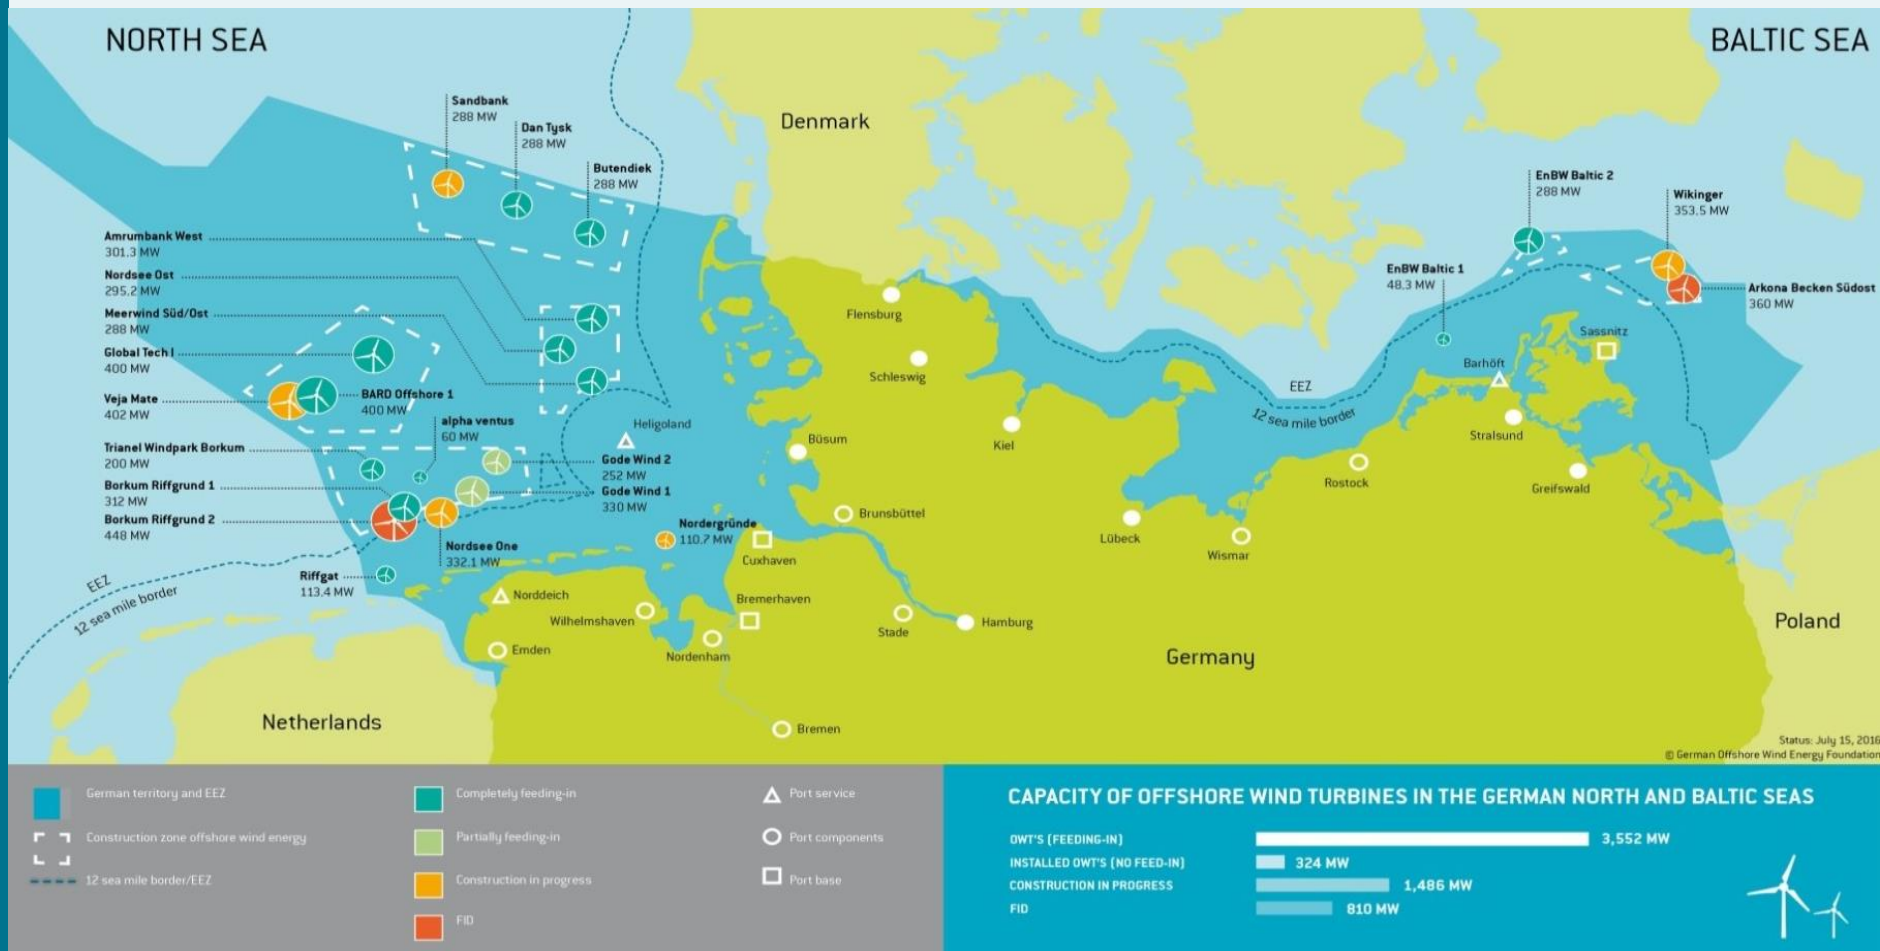 NORTH SEA
BALTIC SEA
Sandbank
288 MW
Dan Tysk
288 MW
Butendiek
288 MW
Denmark
EnBW Baltic 2
288 MW
Wikinger
353.5 MW
Amrumbank West
301.3 MW
Nordsee Ost
295.2 MW
Meerwind Süd/Ost
288 MW
Global Tech I
400 MW
Veja Mate
402 MW
BARD Offshore 1
400 MW
alpha ventus
60 MW
Trianel Windpark Borkum
200 MW
Borkum Riffgrund 1
312 MW
Borkum Riffgrund 2
448 MW
Gode Wind 2
252 MW
Gode Wind 1
330 MW
Nordsee One
332.1 MW
Nordergründe
110.7 MW
Riffgat
113.4 MW
EnBW Baltic 1
48.3 MW
Arkona Becken Südost
360 MW
EEZ
12 sea mile border
EEZ
12 sea mile border
Heligoland
Flensburg
Schleswig
Kiel
Büsum
Brunsbüttel
Cuxhaven
Bremerhaven
Norddeich
Wilhelmshaven
Emden
Nordenham
Stade
Hamburg
Bremen
Lübeck
Wismar
Rostock
Barhöft
Sassnitz
Stralsund
Greifswald
Netherlands
Germany
Poland
Status: July 15, 2016
© German Offshore Wind Energy Foundation
German territory and EEZ
Construction zone offshore wind energy
12 sea mile border/EEZ
Completely feeding-in
Partially feeding-in
Construction in progress
FID
Port service
Port components
Port base
CAPACITY OF OFFSHORE WIND TURBINES IN THE GERMAN NORTH AND BALTIC SEAS
OWT'S (FEEDING-IN) 3,552 MW
INSTALLED OWT'S (NO FEED-IN) 324 MW
CONSTRUCTION IN PROGRESS 1,486 MW
FID 810 MW